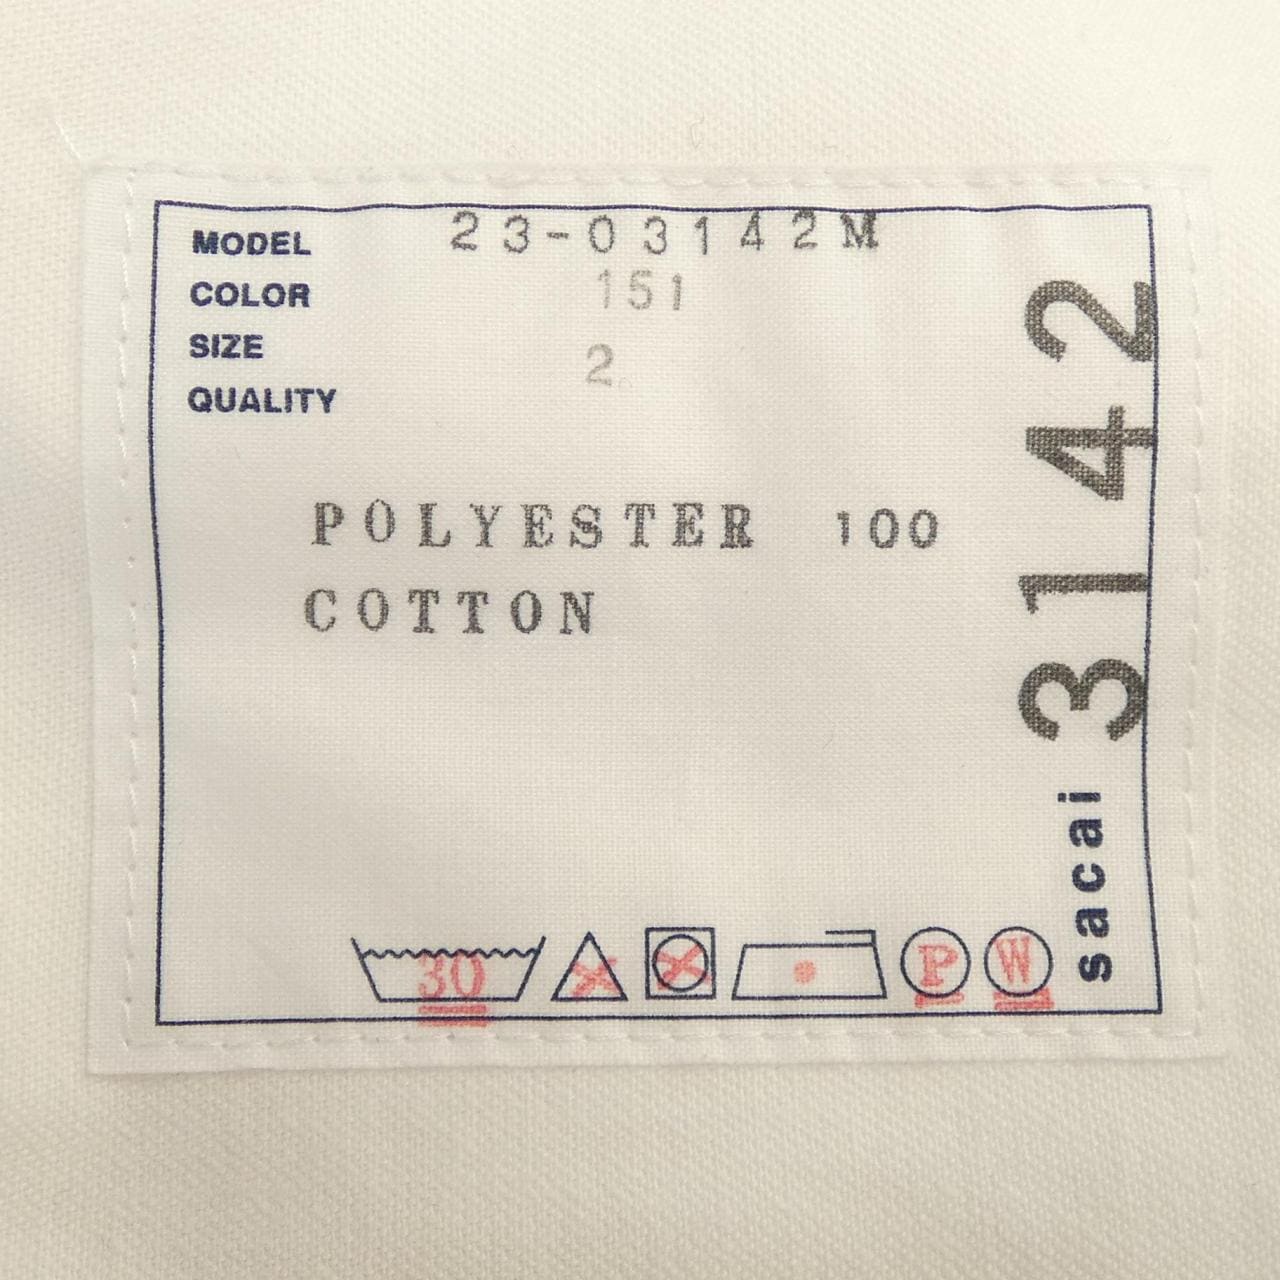 MODEL 23-03142M
COLOR 151
SIZE 2
QUALITY
POLYESTER 100
COTTON
30
P
W
sacai 3142